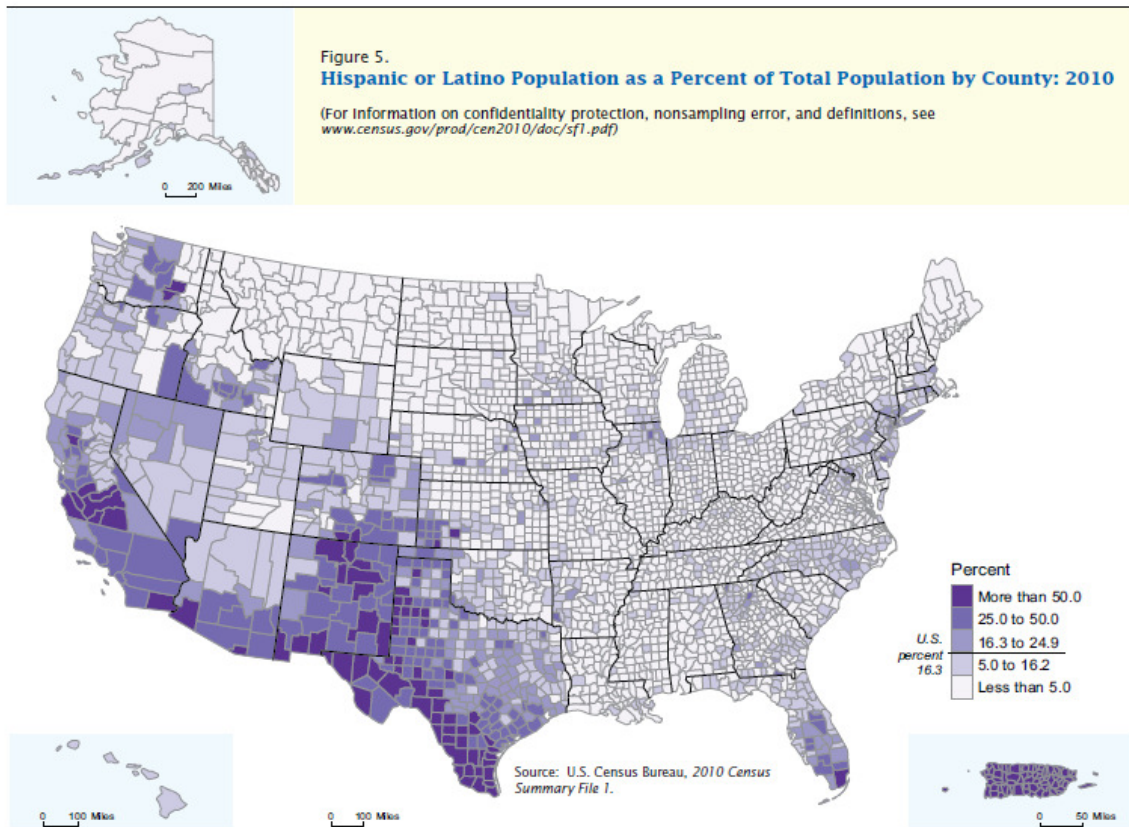 Figure 5.
Hispanic or Latino Population as a Percent of Total Population by County: 2010
(For information on confidentiality protection, nonsampling error, and definitions, see
www.census.gov/prod/cen2010/doc/sf1.pdf)
0 200 Miles
Percent
More than 50.0
25.0 to 50.0
16.3 to 24.9
U.S.
percent
16.3
5.0 to 16.2
Less than 5.0
Source: U.S. Census Bureau, 2010 Census
Summary File 1.
0 100 Miles
0 100 Miles
0 50 Miles